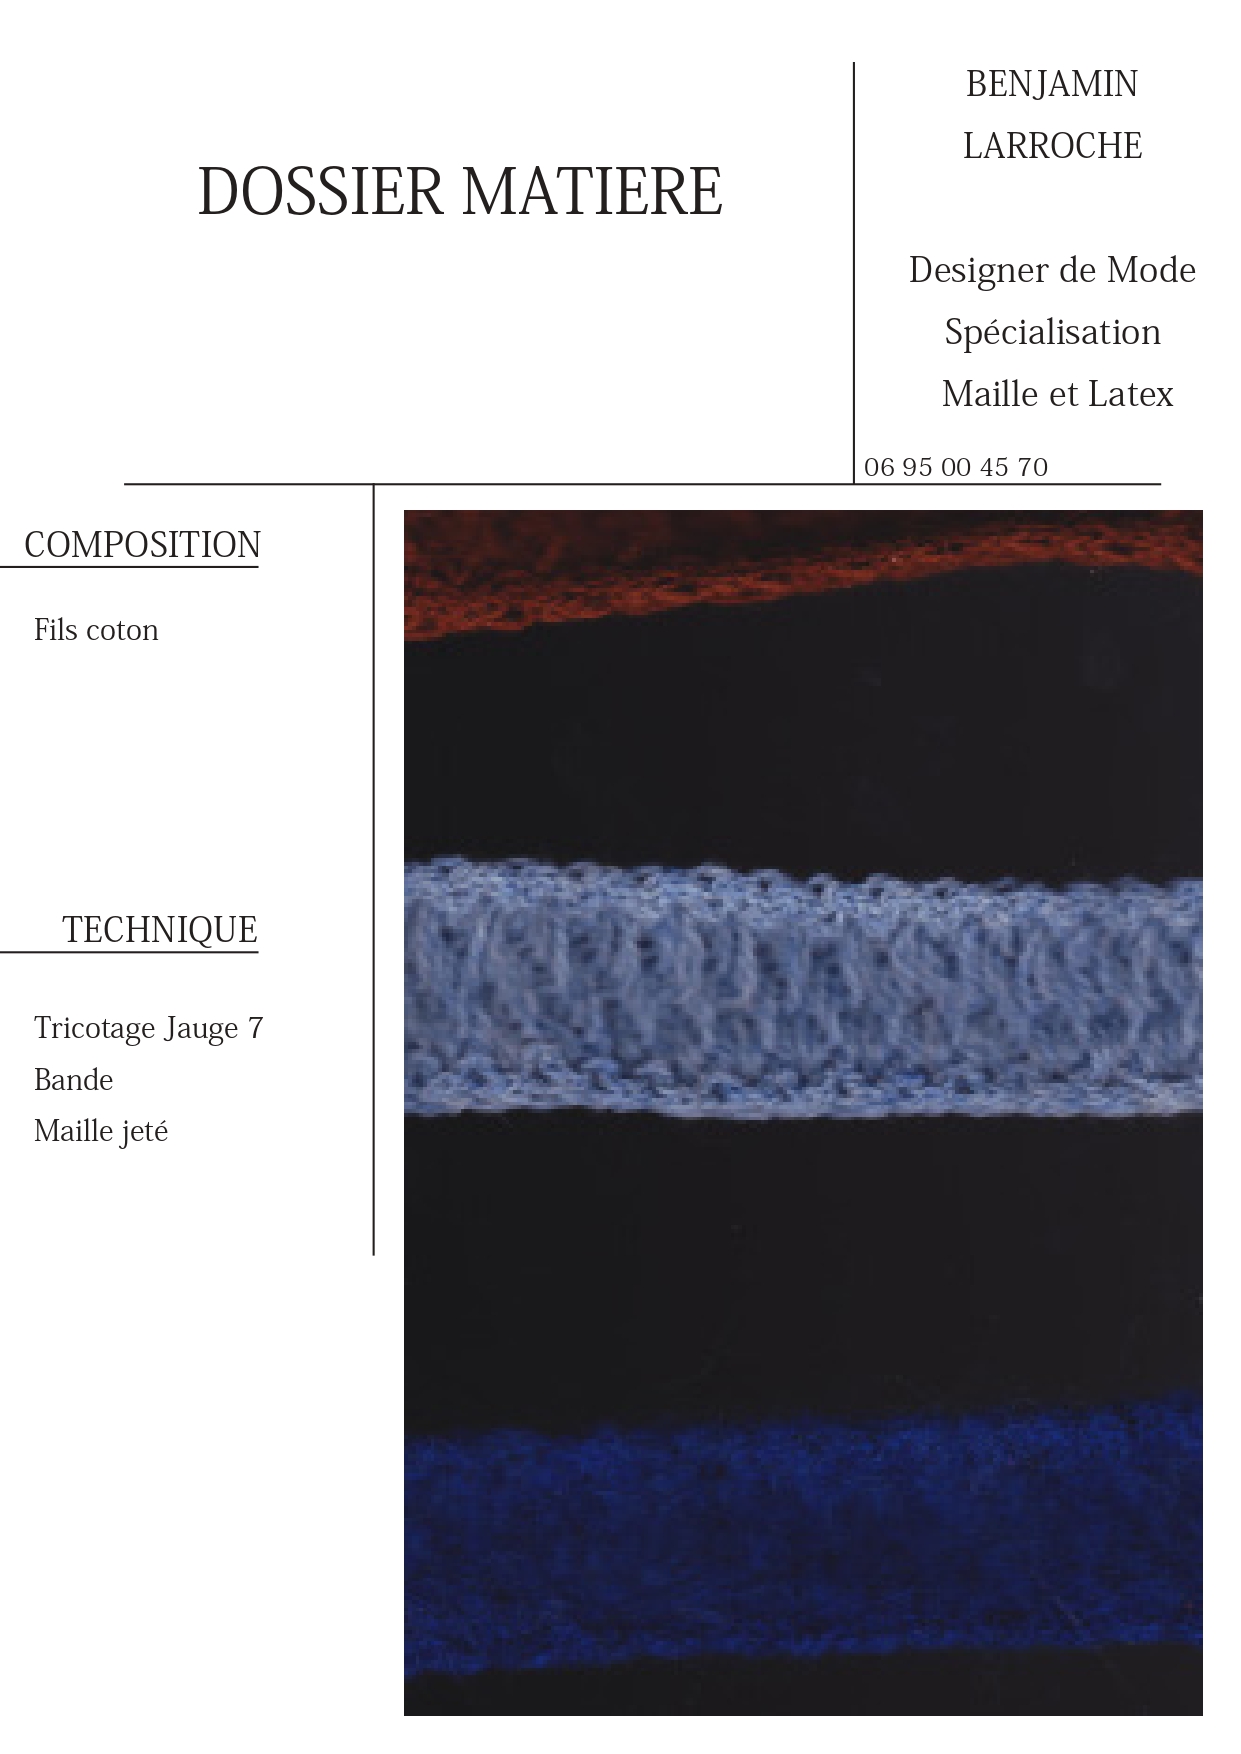 DOSSIER MATIERE
BENJAMIN
LARROCHE
Designer de Mode
Spécialisation
Maille et Latex
06 95 00 45 70
COMPOSITION
Fils coton
TECHNIQUE
Tricotage Jauge 7
Bande
Maille jeté